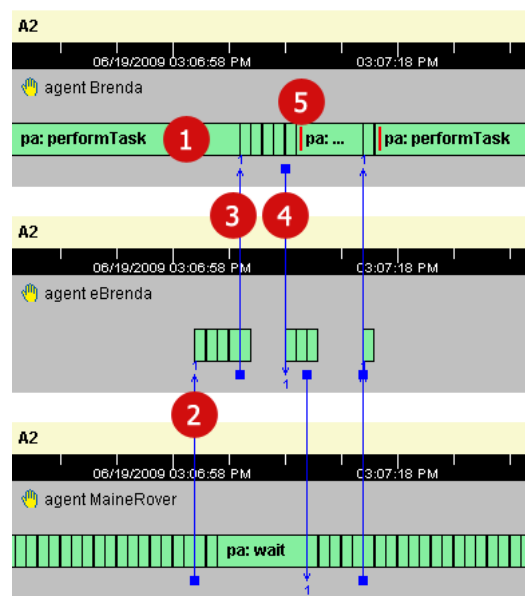 A2
06/19/2009 03:06:58 PM 03:07:18 PM
agent Brenda
5
pa: performTask 1 pa: ... pa: performTask
1 1
3 4
A2
06/19/2009 03:06:58 PM 03:07:18 PM
agent eBrenda
1 1
1
2
A2
06/19/2009 03:06:58 PM 03:07:18 PM
agent MaineRover
pa: wait
1